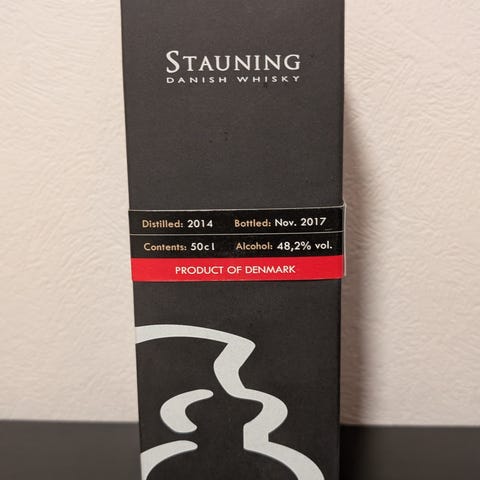 STAUNING
DANISH WHISKY
Distilled: 2014 Bottled: Nov. 2017
Contents: 50cl Alcohol: 48,2% vol.
PRODUCT OF DENMARK